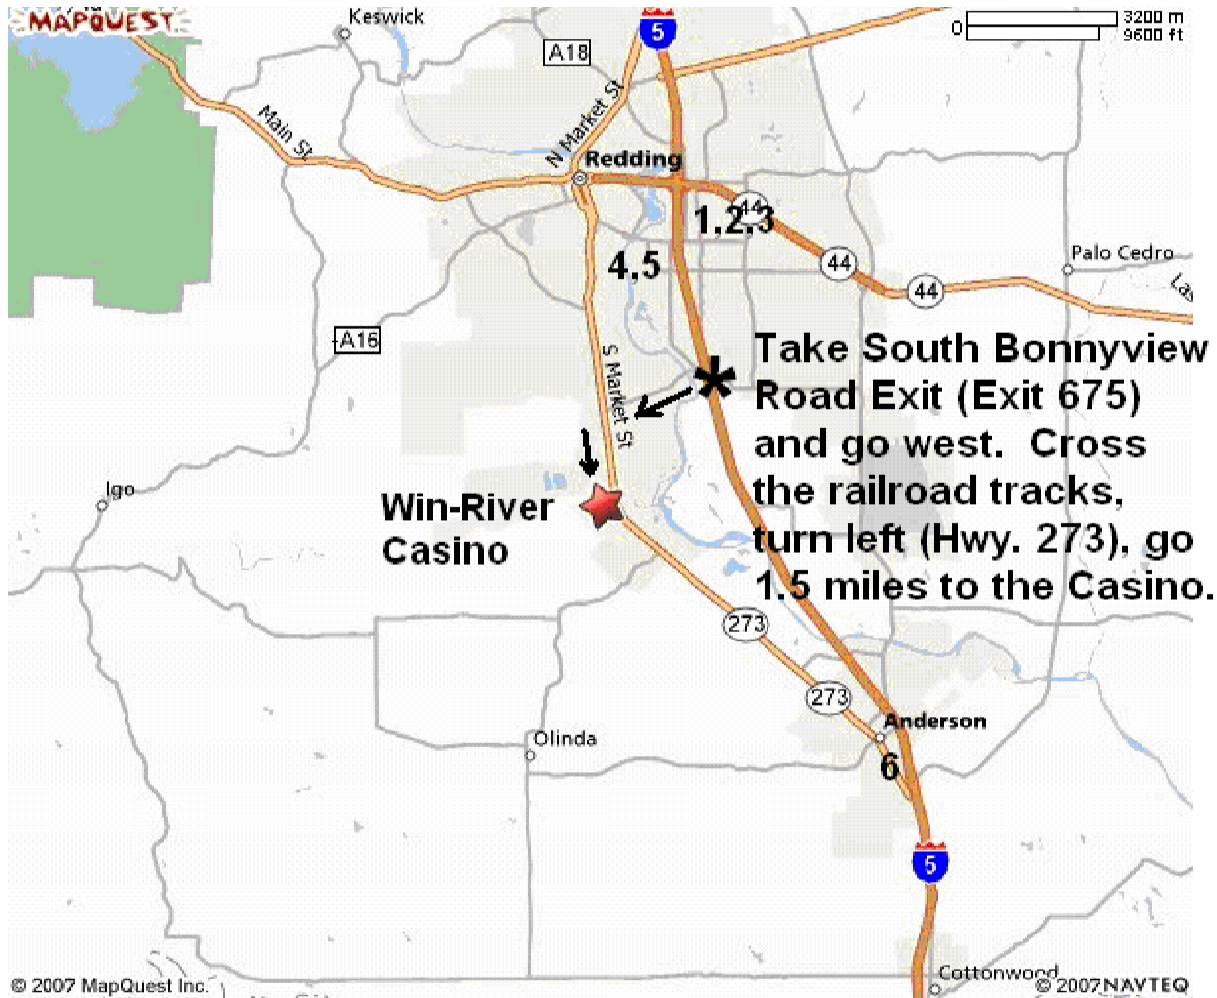 MAPQUEST
Keswick
5
3200 m
0
9600 ft
A18
Main St
N Market St
Redding
44
1,2,3
4,5
44
44
Palo Cedro
A16
S Market St
Take South Bonnyview
Road Exit (Exit 675)
and go west. Cross
the railroad tracks,
turn left (Hwy. 273), go
1.5 miles to the Casino.
Igo
Win-River
Casino
273
273
Anderson
Olinda
6
5
Cottonwood
© 2007 MapQuest Inc.
© 2007 NAVTEQ